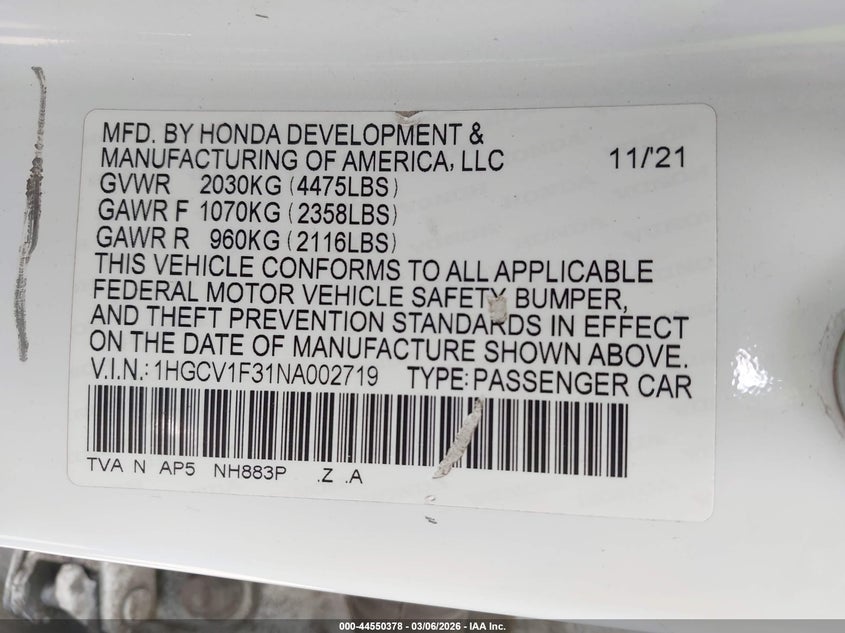 MFD. BY HONDA DEVELOPMENT &
MANUFACTURING OF AMERICA, LLC 11/'21
GVWR 2030KG (4475LBS)
GAWR F 1070KG (2358LBS)
GAWR R 960KG (2116LBS)
THIS VEHICLE CONFORMS TO ALL APPLICABLE
FEDERAL MOTOR VEHICLE SAFETY BUMPER,
AND THEFT PREVENTION STANDARDS IN EFFECT
ON THE DATE OF MANUFACTURE SHOWN ABOVE.
V.I.N.: 1HGCV1F31NA002719 TYPE: PASSENGER CAR
TVA N AP5 NH883P .Z .A
000-44550378 - 03/06/2026 - IAA Inc.